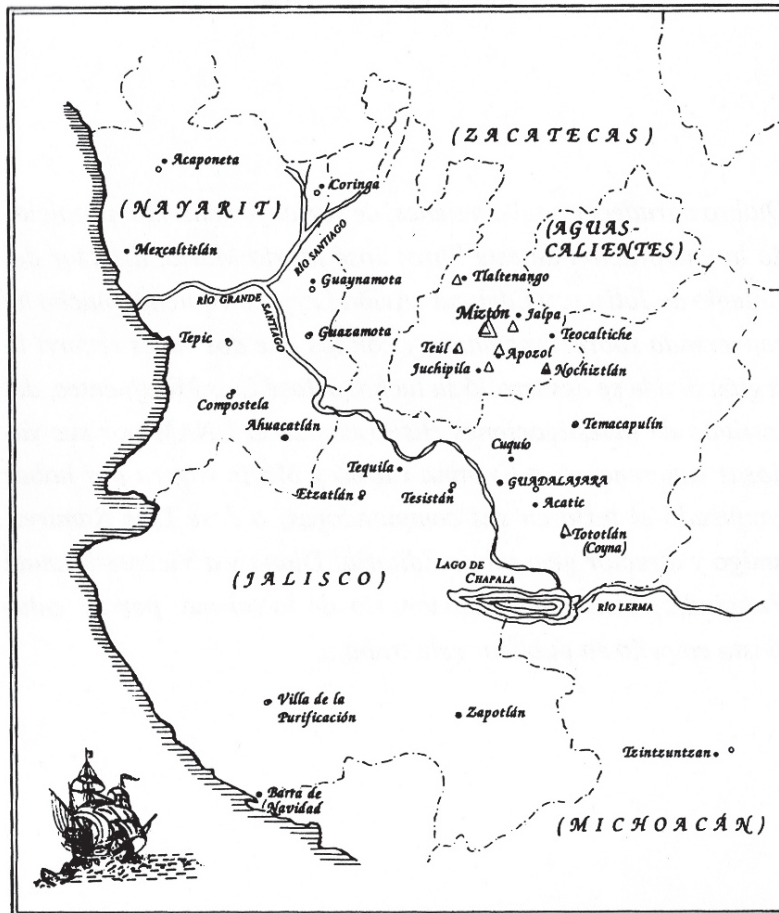 (ZACATECAS)
Acaponeta
Coringa
(NAYARIT)
(AGUAS-
CALIENTES)
Mexcaltitlán
RÍO SANTIAGO
Guaynamota
Tlaltenango
RÍO GRANDE
SANTIAGO
Mixtón
Jalpa
Tepic
Guazamota
Teocaltiche
Teúl
Apozol
Juchipila
Nochiztlán
Compostela
Ahuacatlán
Temacapulín
Cuquío
Tequila
GUADALAJARA
Etzatlán
Tesistán
Acatic
Tototlán
(Coyna)
(JALISCO)
LAGO DE
CHAPALA
RÍO LERMA
Villa de la
Purificación
Zapotlán
Tzintzuntzan
Barra de
Navidad
(MICHOACÁN)